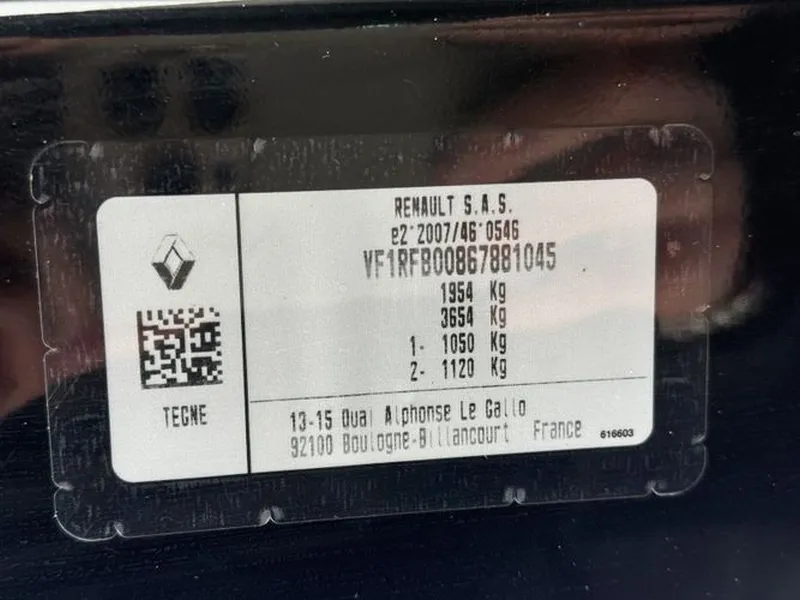 RENAULT S.A.S.
e2*2007/46*0546
VF1RFB00867881045
1954 Kg
3654 Kg
1- 1050 Kg
2- 1120 Kg
TEGNE
13-15 Quai Alphonse Le Gallo
92100 Boulogne-Billancourt France
616603